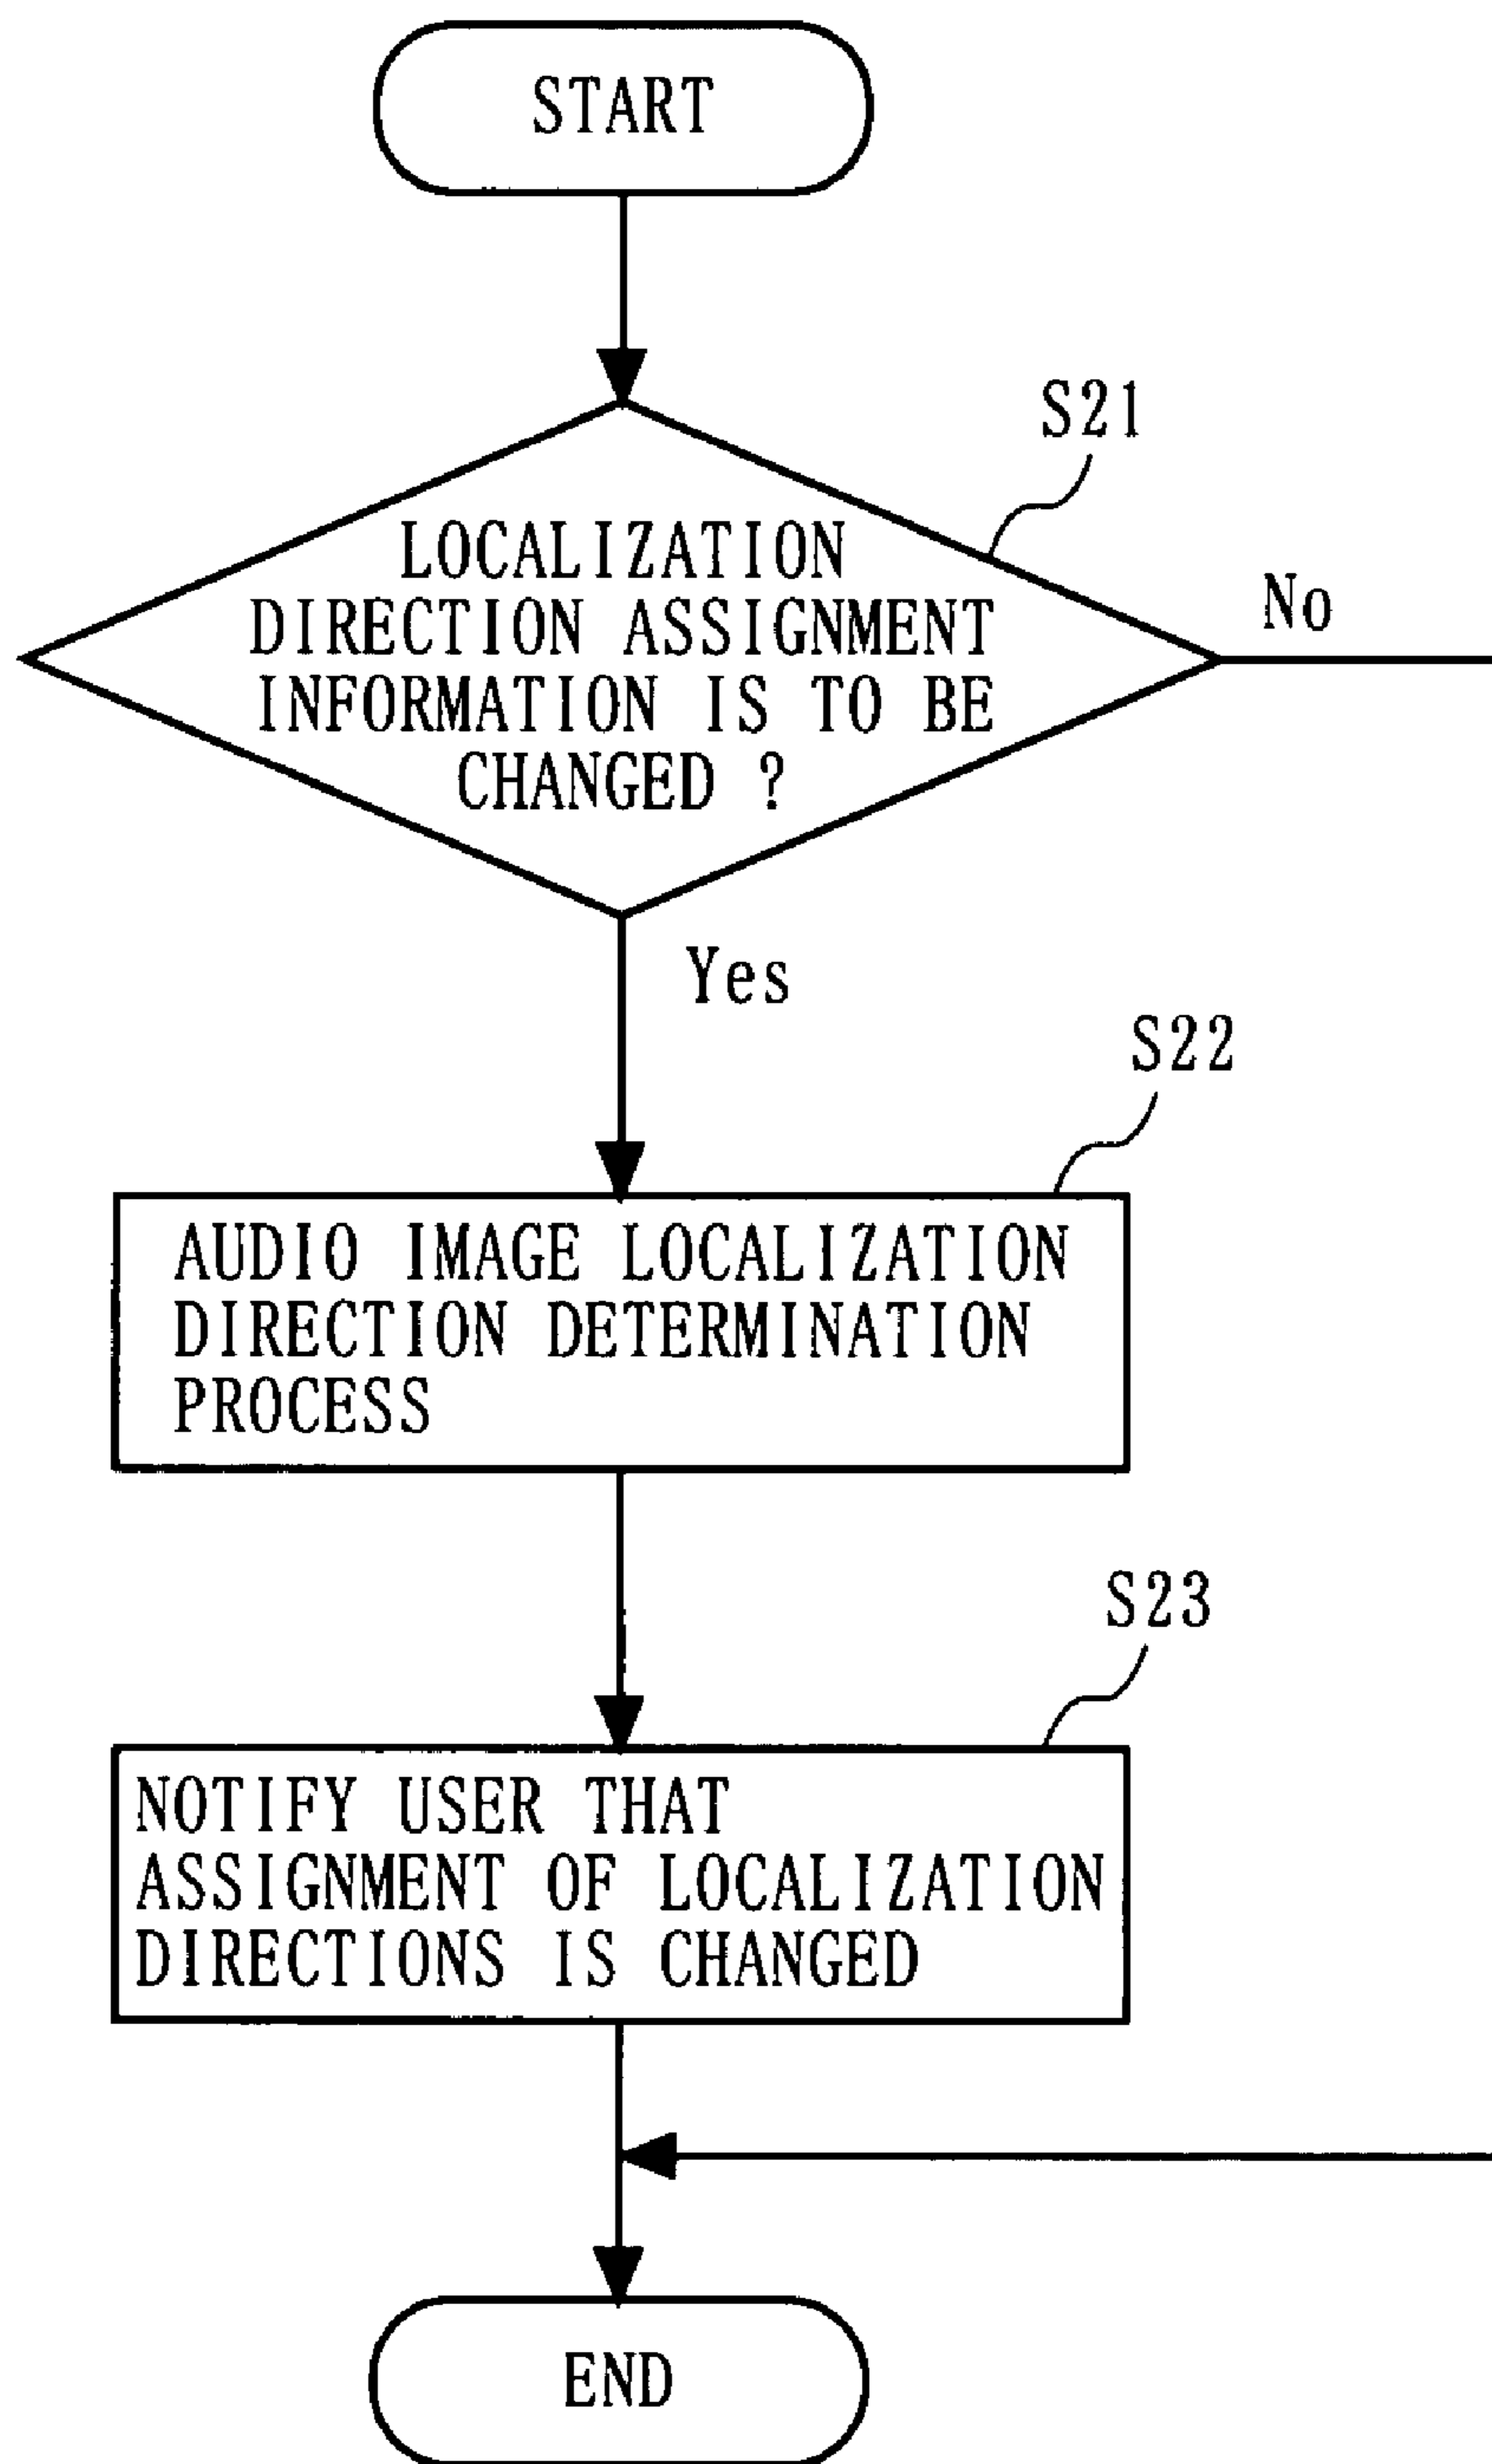 START
S21
LOCALIZATION
DIRECTION ASSIGNMENT
INFORMATION IS TO BE
CHANGED ?
No
Yes
S22
AUDIO IMAGE LOCALIZATION
DIRECTION DETERMINATION
PROCESS
S23
NOTIFY USER THAT
ASSIGNMENT OF LOCALIZATION
DIRECTIONS IS CHANGED
END